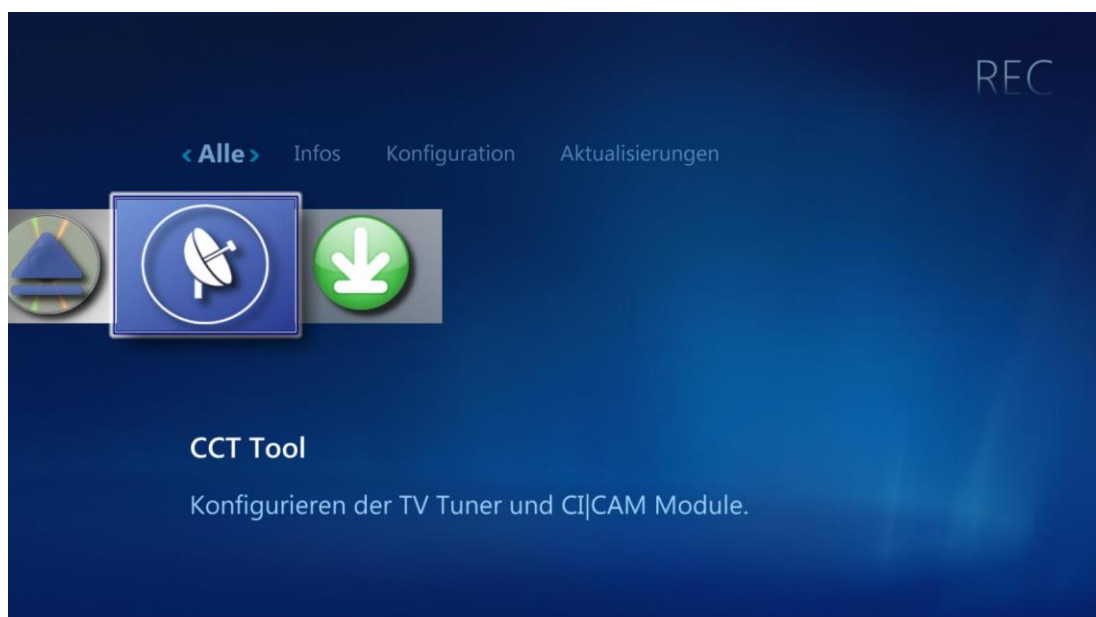 REC
< Alle > Infos Konfiguration Aktualisierungen
CCT Tool
Konfigurieren der TV Tuner und CI|CAM Module.